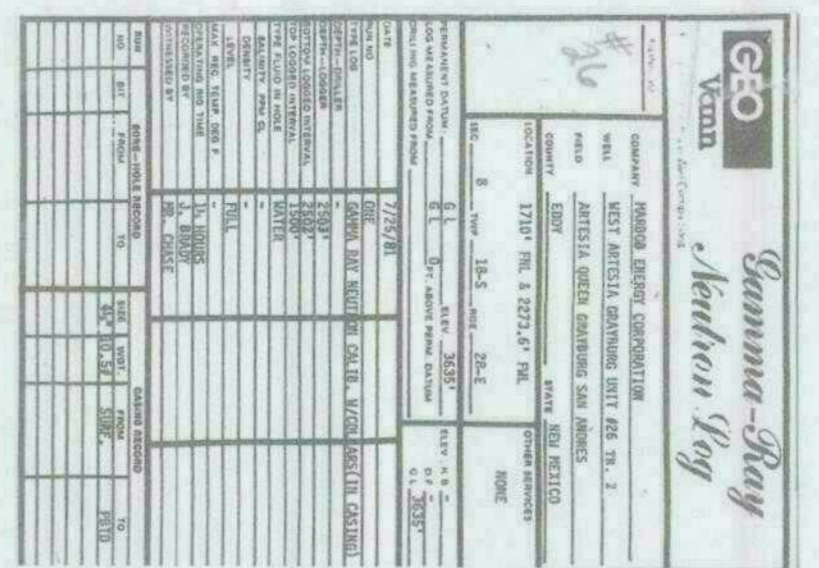 GEO
Vann
Gamma-Ray
Neutron Log
#26
COMPANY MARBOB ENERGY CORPORATION
WELL WEST ARTESIA GRAYBURG UNIT #26 TR. 2
FIELD ARTESIA QUEEN GRAYBURG SAN ANDRES
COUNTY EDDY STATE NEW MEXICO
LOCATION 1710' FNL & 2273.6' FWL
OTHER SERVICES
NONE
SEC 8 TWP 18-S RGE 28-E
PERMANENT DATUM: G L ELEV 3635'
LOG MEASURED FROM G L 0 FT. ABOVE PERM. DATUM
DRILLING MEASURED FROM
ELEV. K B -
D F -
G L 3635'
DATE 7/25/81
RUN NO ONE
TYPE LOG GAMMA RAY NEUTRON CALIB. W/COLLARS(IN CASING)
DEPTH-DRILLER -
DEPTH-LOGGER 2503'
BOTTOM LOGGED INTERVAL 2502'
TOP LOGGED INTERVAL 1500'
TYPE FLUID IN HOLE WATER
SALINITY PPM CL. -
DENSITY -
LEVEL FULL
MAX. REC. TEMP. DEG F -
OPERATING RIG TIME 1½ HOURS
RECORDED BY J. BRADY
WITNESSED BY MR. CHASE
RUN BORE-HOLE RECORD CASING RECORD
NO. BIT FROM TO SIZE WGT. FROM TO
4½" 10.5# SURF. PBTD